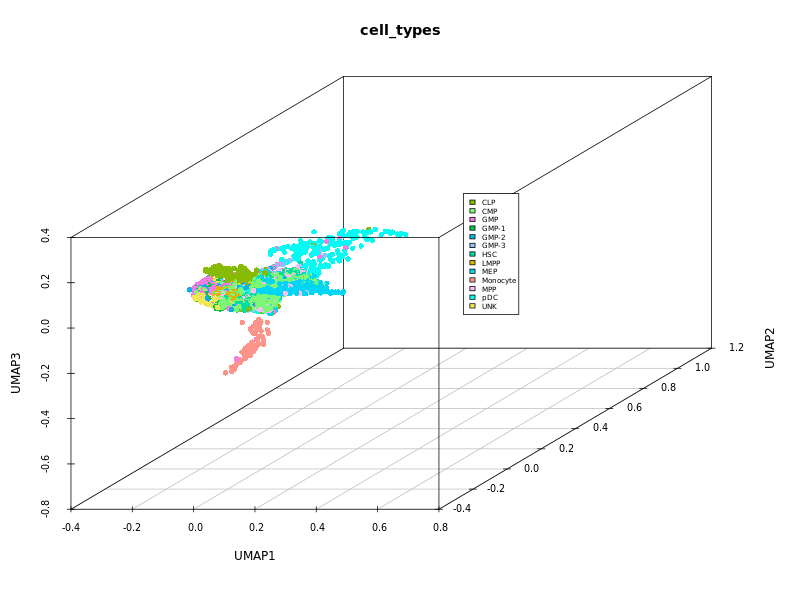 cell_types
CLP
CMP
GMP
GMP-1
GMP-2
GMP-3
HSC
LMPP
MEP
Monocyte
MPP
pDC
UNK
UMAP3
0.4
0.2
0.0
-0.2
-0.4
-0.6
-0.8
UMAP2
1.2
1.0
0.8
0.6
0.4
0.2
0.0
-0.2
-0.4
-0.4
-0.2
0.0
0.2
0.4
0.6
0.8
UMAP1